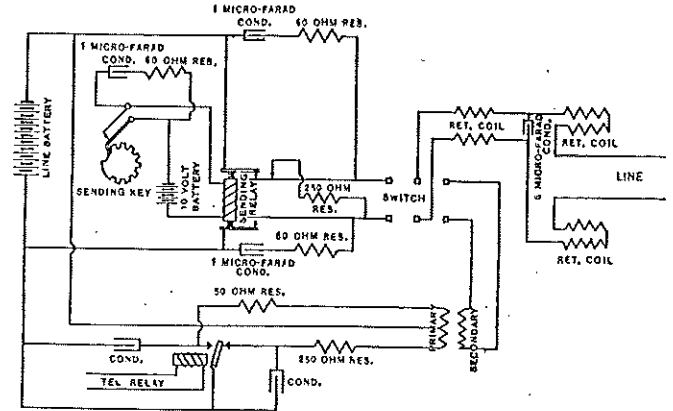 1 MICRO-FARAD
COND.
60 OHM RES.
1 MICRO-FARAD
COND.
60 OHM RES.
LINE BATTERY
SENDING KEY
10 VOLT
BATTERY
SENDING
RELAY
250 OHM
RES.
SWITCH
RET. COIL
RET. COIL
6 MICRO-FARAD
COND.
RET. COIL
LINE
RET. COIL
60 OHM RES.
1 MICRO-FARAD
COND.
50 OHM RES.
PRIMARY
SECONDARY
COND.
TEL RELAY
250 OHM RES.
COND.